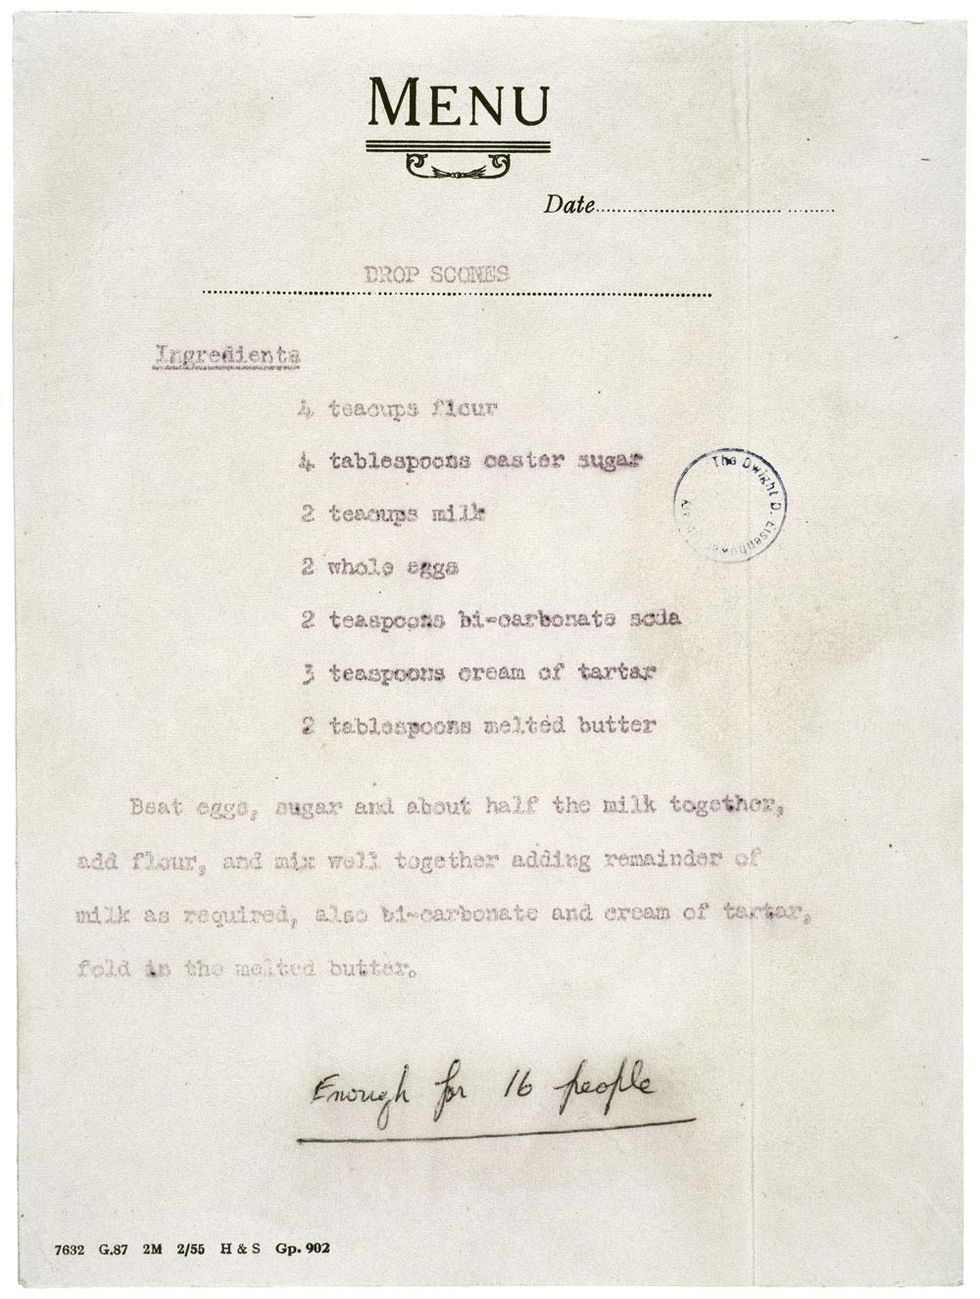 MENU
Date
DROP SCONES
Ingredients
4 teacups flour
4 tablespoons caster sugar
2 teacups milk
2 whole eggs
2 teaspoons bi-carbonate soda
3 teaspoons cream of tartar
2 tablespoons melted butter
The Dwight D. Eisenhower
Beat eggs, sugar and about half the milk together,
add flour, and mix well together adding remainder of
milk as required, also bi-carbonate and cream of tartar,
fold in the melted butter.
Enough for 16 people
7632 G.87 2M 2/55 H & S Gp. 902